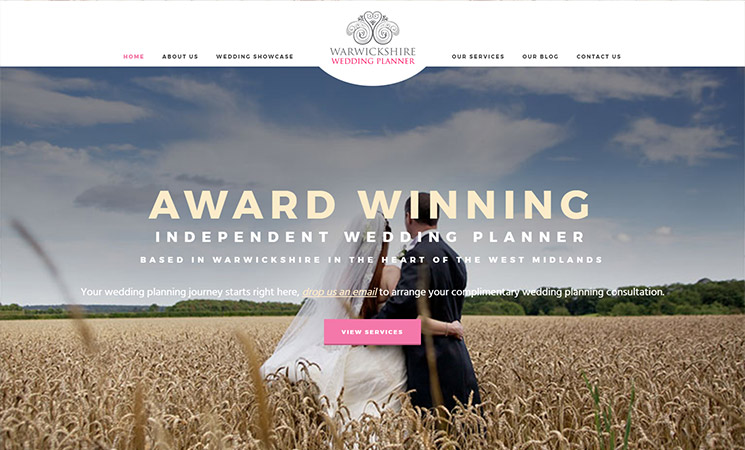 HOME ABOUT US WEDDING SHOWCASE
WARWICKSHIRE
WEDDING PLANNER
OUR SERVICES OUR BLOG CONTACT US
AWARD WINNING
INDEPENDENT WEDDING PLANNER
BASED IN WARWICKSHIRE IN THE HEART OF THE WEST MIDLANDS
Your wedding planning journey starts right here, drop us an email to arrange your complimentary wedding planning consultation.
VIEW SERVICES